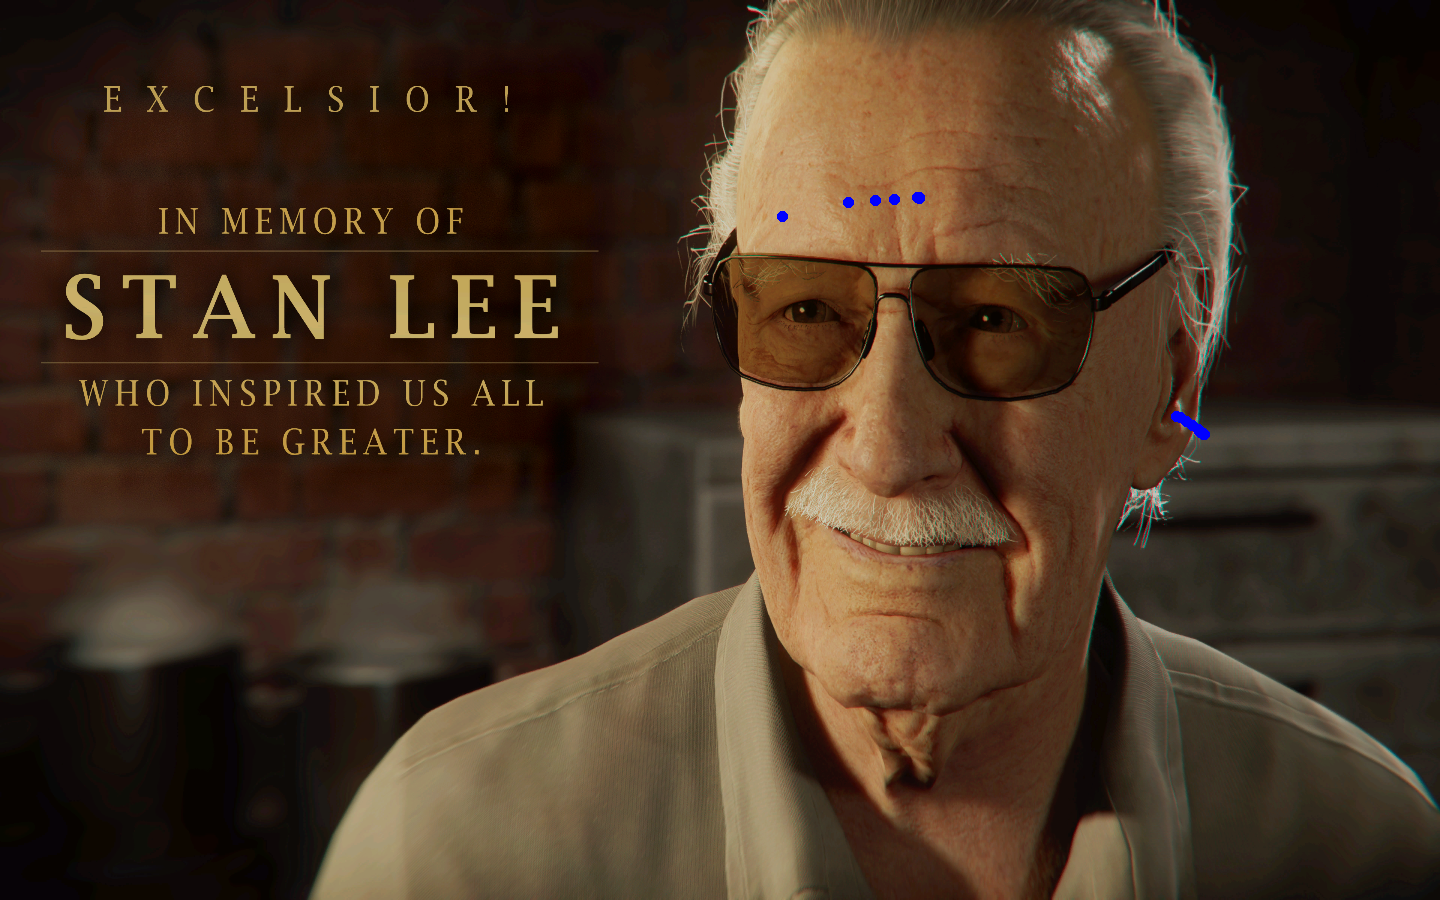 EXCELSIOR!
IN MEMORY OF
STAN LEE
WHO INSPIRED US ALL
TO BE GREATER.